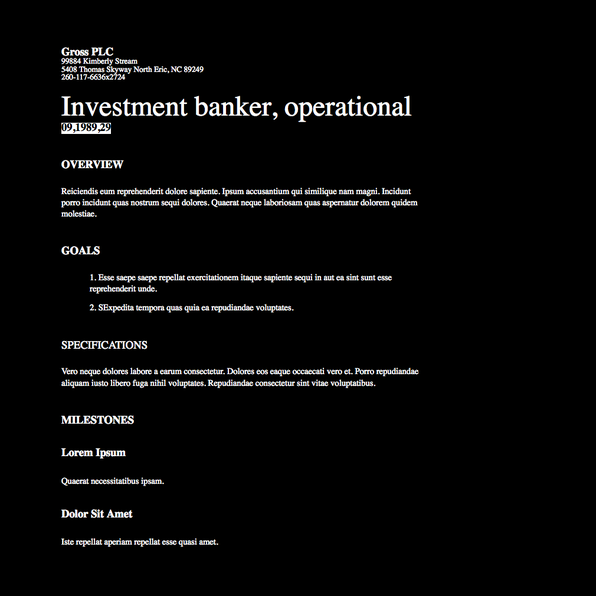 Gross PLC
99884 Kimberly Stream
5408 Thomas Skyway North Eric, NC 89249
260-117-6636x2724
Investment banker, operational
09,1989,29
OVERVIEW
Reiciendis eum reprehenderit dolore sapiente. Ipsum accusantium qui similique nam magni. Incidunt
porro incidunt quas nostrum sequi dolores. Quaerat neque laboriosam quas aspernatur dolorem quidem
molestiae.
GOALS
1. Esse saepe saepe repellat exercitationem itaque sapiente sequi in aut ea sint sunt esse
reprehenderit unde.
2. SExpedita tempora quas quia ea repudiandae voluptates.
SPECIFICATIONS
Vero neque dolores labore a earum consectetur. Dolores eos eaque occaecati vero et. Porro repudiandae
aliquam iusto libero fuga nihil voluptates. Repudiandae consectetur sint vitae voluptatibus.
MILESTONES
Lorem Ipsum
Quaerat necessitatibus ipsam.
Dolor Sit Amet
Iste repellat aperiam repellat esse quasi amet.